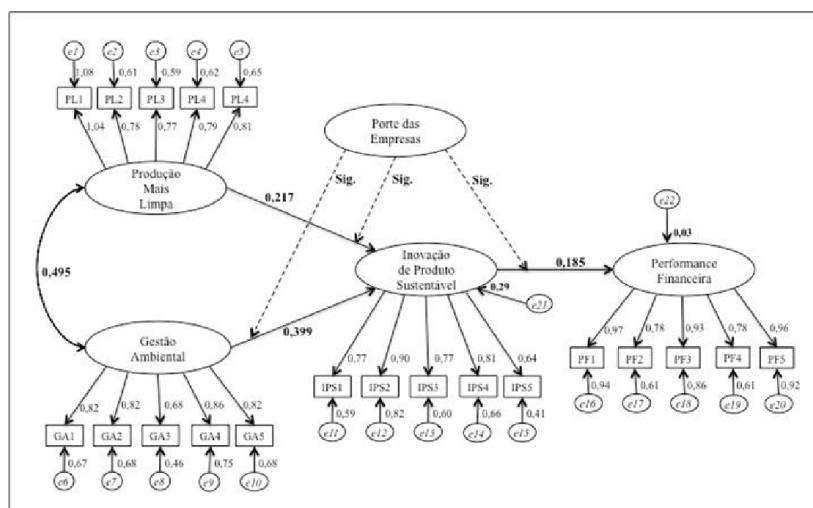 e1 e2 e3 e4 e5
1,08 0,61 0,59 0,62 0,65
PL1 PL2 PL3 PL4 PL4
1,04 0,78 0,77 0,79 0,81
Produção
Mais
Limpa
Porte das
Empresas
Sig. Sig. Sig.
0,217
0,495
e22
0,03
Inovação
de Produto
Sustentável
0,185
Performance
Financeira
0,29
e21
0,399
Gestão
Ambiental
0,77 0,90 0,77 0,81 0,64
IPS1 IPS2 IPS3 IPS4 IPS5
0,59 0,82 0,60 0,66 0,41
e11 e12 e13 e14 e15
0,97 0,78 0,93 0,78 0,96
PF1 PF2 PF3 PF4 PF5
0,94 0,61 0,86 0,61 0,92
e16 e17 e18 e19 e20
0,82 0,82 0,68 0,86 0,82
GA1 GA2 GA3 GA4 GA5
0,67 0,68 0,46 0,75 0,68
e6 e7 e8 e9 e10